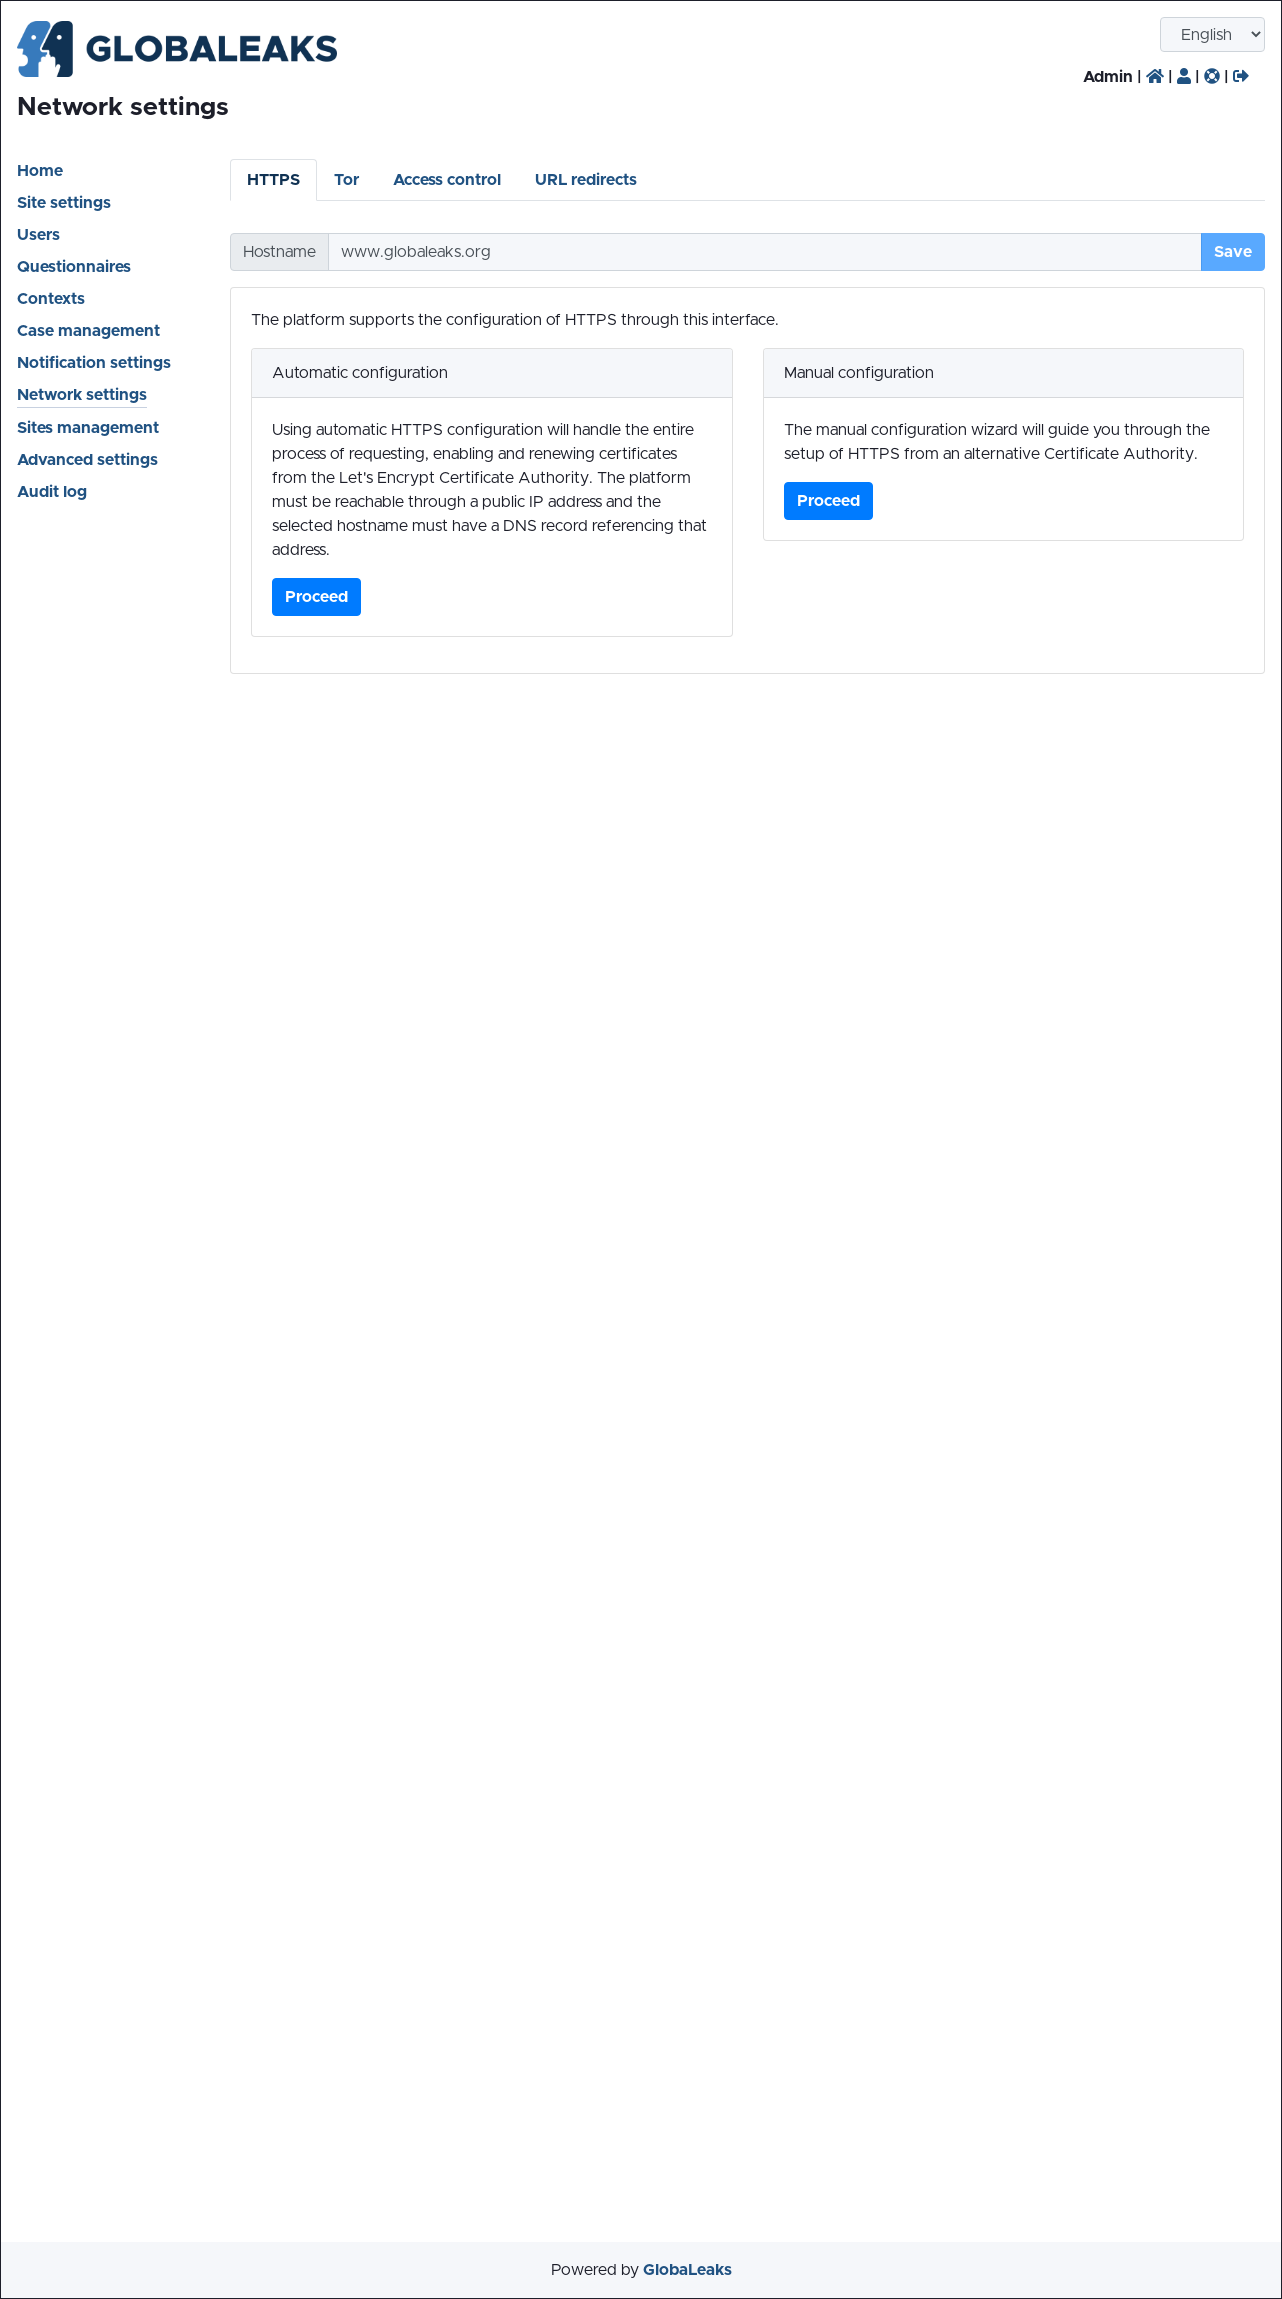 GLOBALEAKS
English
Admin | | | |
Network settings
Home
Site settings
Users
Questionnaires
Contexts
Case management
Notification settings
Network settings
Sites management
Advanced settings
Audit log
HTTPS Tor Access control URL redirects
Hostname www.globaleaks.org Save
The platform supports the configuration of HTTPS through this interface.
Automatic configuration
Using automatic HTTPS configuration will handle the entire
process of requesting, enabling and renewing certificates
from the Let's Encrypt Certificate Authority. The platform
must be reachable through a public IP address and the
selected hostname must have a DNS record referencing that
address.
Proceed
Manual configuration
The manual configuration wizard will guide you through the
setup of HTTPS from an alternative Certificate Authority.
Proceed
Powered by GlobaLeaks